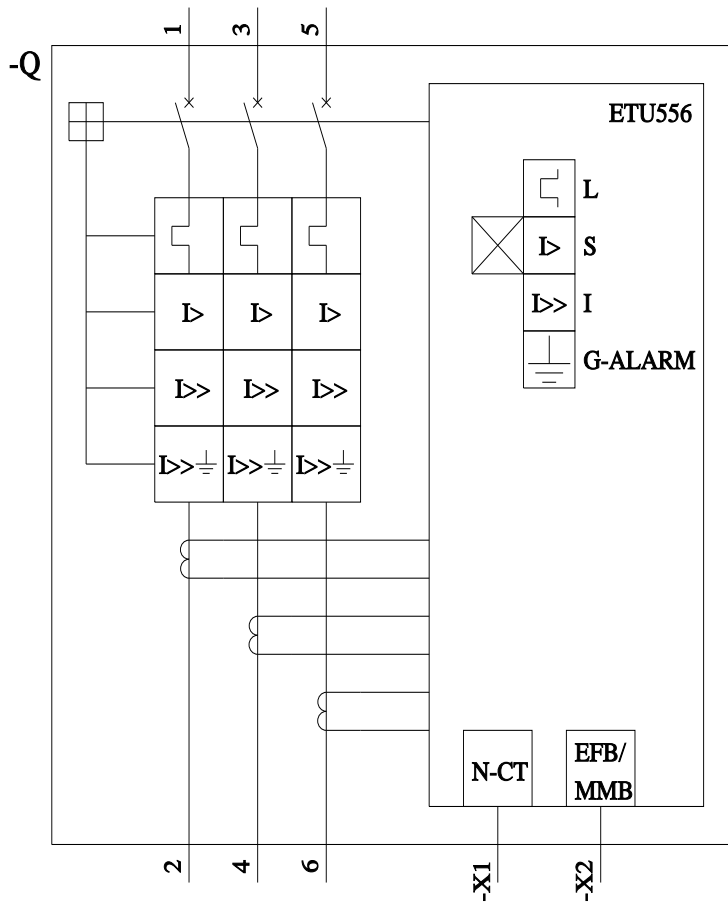 1 3 5
-Q
ETU556
L
I> S
I>> I
G-ALARM
I> I> I>
I>> I>> I>>
I>> I>> I>>
N-CT
EFB/
MMB
2 4 6
-X1 -X2